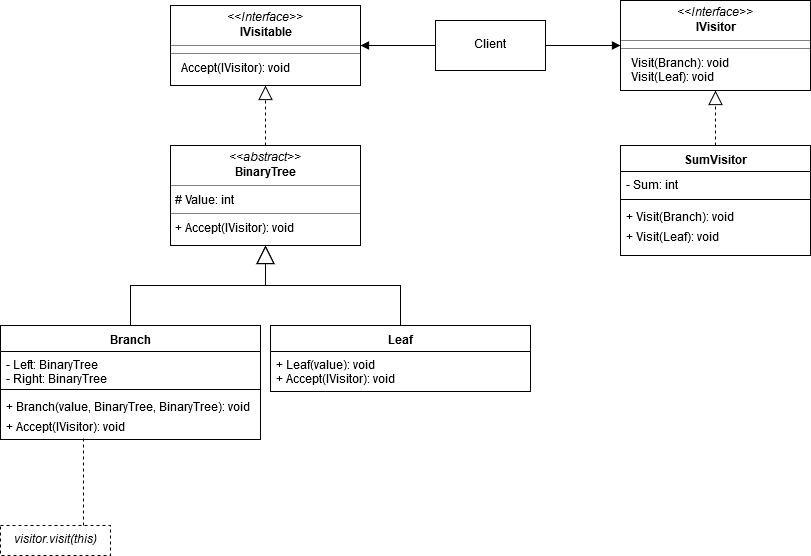 <<Interface>>
IVisitable
Accept(IVisitor): void
Client
<<Interface>>
IVisitor
Visit(Branch): void
Visit(Leaf): void
<<abstract>>
BinaryTree
# Value: int
+ Accept(IVisitor): void
SumVisitor
- Sum: int
+ Visit(Branch): void
+ Visit(Leaf): void
Branch
- Left: BinaryTree
- Right: BinaryTree
+ Branch(value, BinaryTree, BinaryTree): void
+ Accept(IVisitor): void
Leaf
+ Leaf(value): void
+ Accept(IVisitor): void
visitor.visit(this)